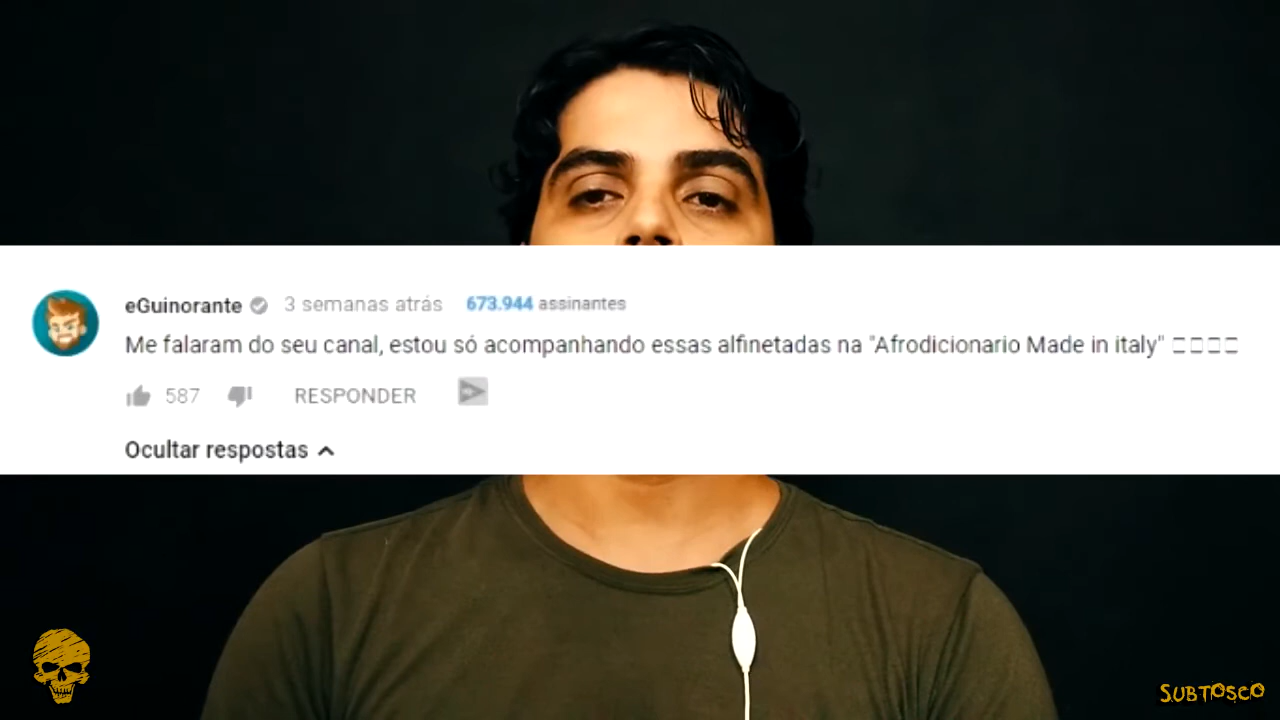 eGuinorante 3 semanas atrás 673.944 assinantes
Me falaram do seu canal, estou só acompanhando essas alfinetadas na "Afrodicionario Made in italy" □□□□
587 RESPONDER
Ocultar respostas
SUBTOSCO